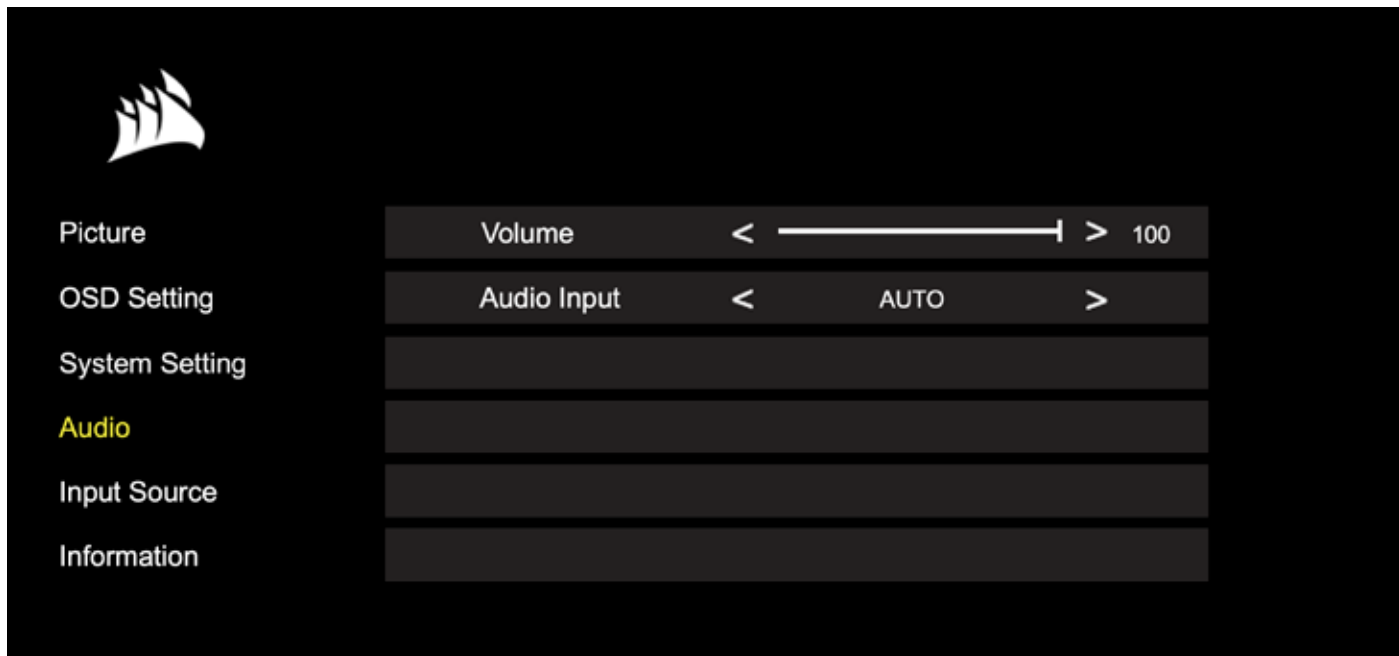 Picture Volume < > 100
OSD Setting Audio Input < AUTO >
System Setting
Audio
Input Source
Information